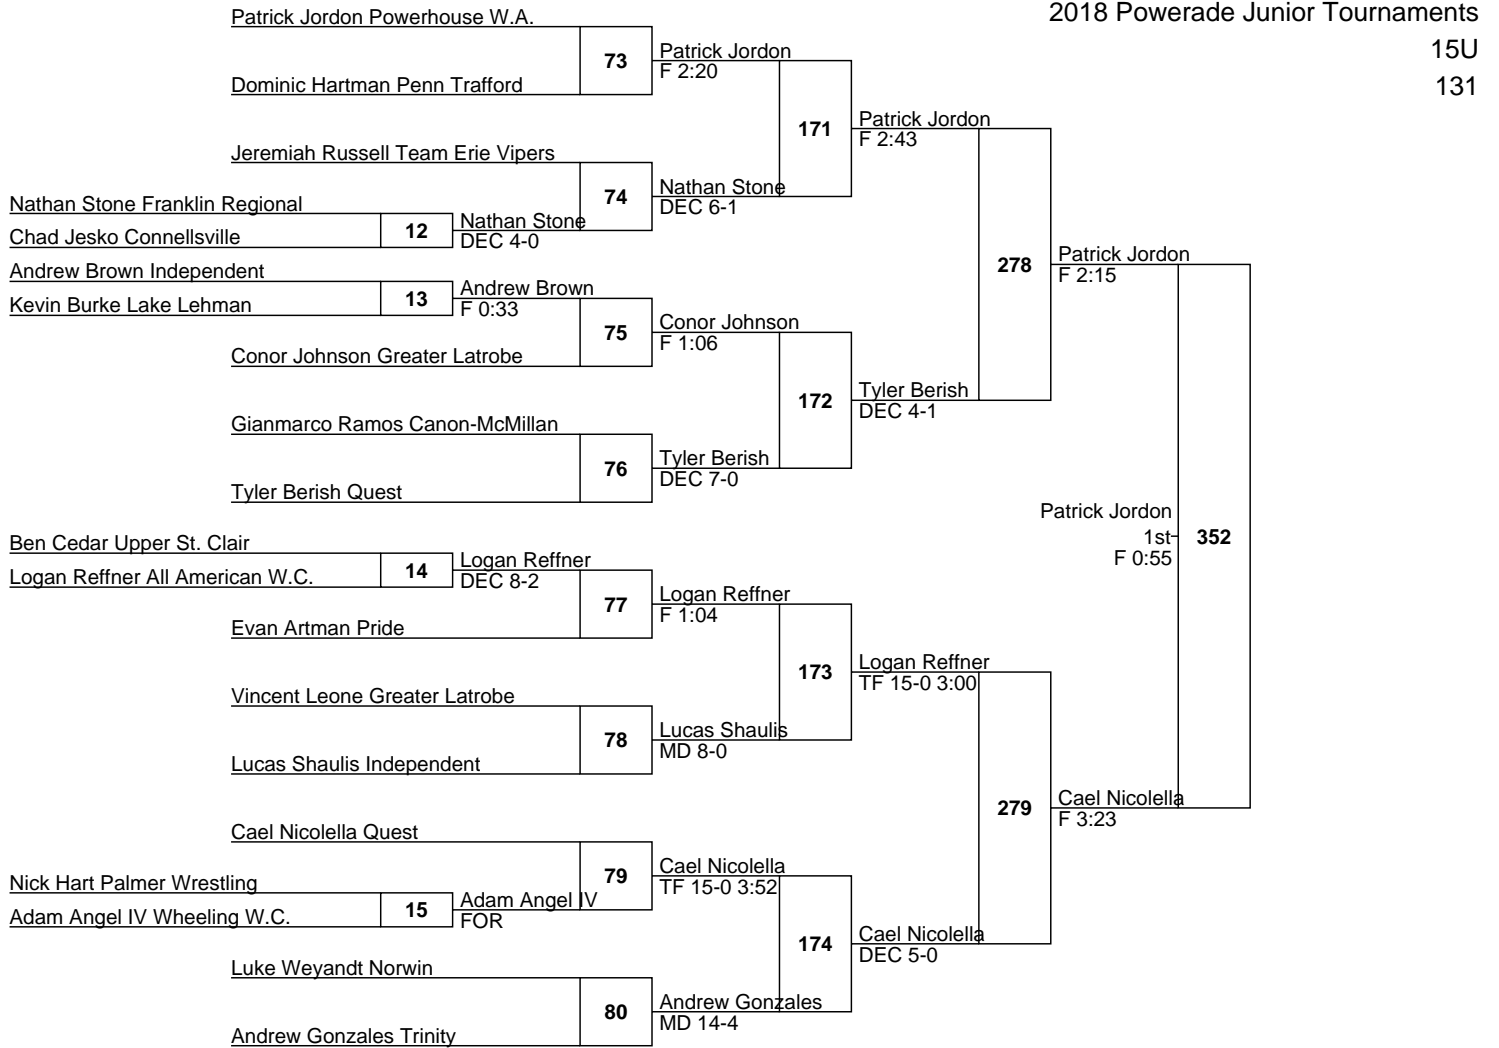 2018 Powerade Junior Tournaments
15U
131
Patrick Jordon Powerhouse W.A.
73
Patrick Jordon
F 2:20
Dominic Hartman Penn Trafford
171
Patrick Jordon
F 2:43
Jeremiah Russell Team Erie Vipers
74
Nathan Stone
DEC 6-1
Nathan Stone Franklin Regional
12
Nathan Stone
DEC 4-0
Chad Jesko Connellsville
278
Patrick Jordon
F 2:15
Andrew Brown Independent
13
Andrew Brown
F 0:33
Kevin Burke Lake Lehman
75
Conor Johnson
F 1:06
Conor Johnson Greater Latrobe
172
Tyler Berish
DEC 4-1
Gianmarco Ramos Canon-McMillan
76
Tyler Berish
DEC 7-0
Tyler Berish Quest
Patrick Jordon
1st
F 0:55
352
Ben Cedar Upper St. Clair
14
Logan Reffner
DEC 8-2
Logan Reffner All American W.C.
77
Logan Reffner
F 1:04
Evan Artman Pride
173
Logan Reffner
TF 15-0 3:00
Vincent Leone Greater Latrobe
78
Lucas Shaulis
MD 8-0
Lucas Shaulis Independent
279
Cael Nicolella
F 3:23
Cael Nicolella Quest
79
Cael Nicolella
TF 15-0 3:52
Nick Hart Palmer Wrestling
15
Adam Angel IV
FOR
Adam Angel IV Wheeling W.C.
174
Cael Nicolella
DEC 5-0
Luke Weyandt Norwin
80
Andrew Gonzales
MD 14-4
Andrew Gonzales Trinity